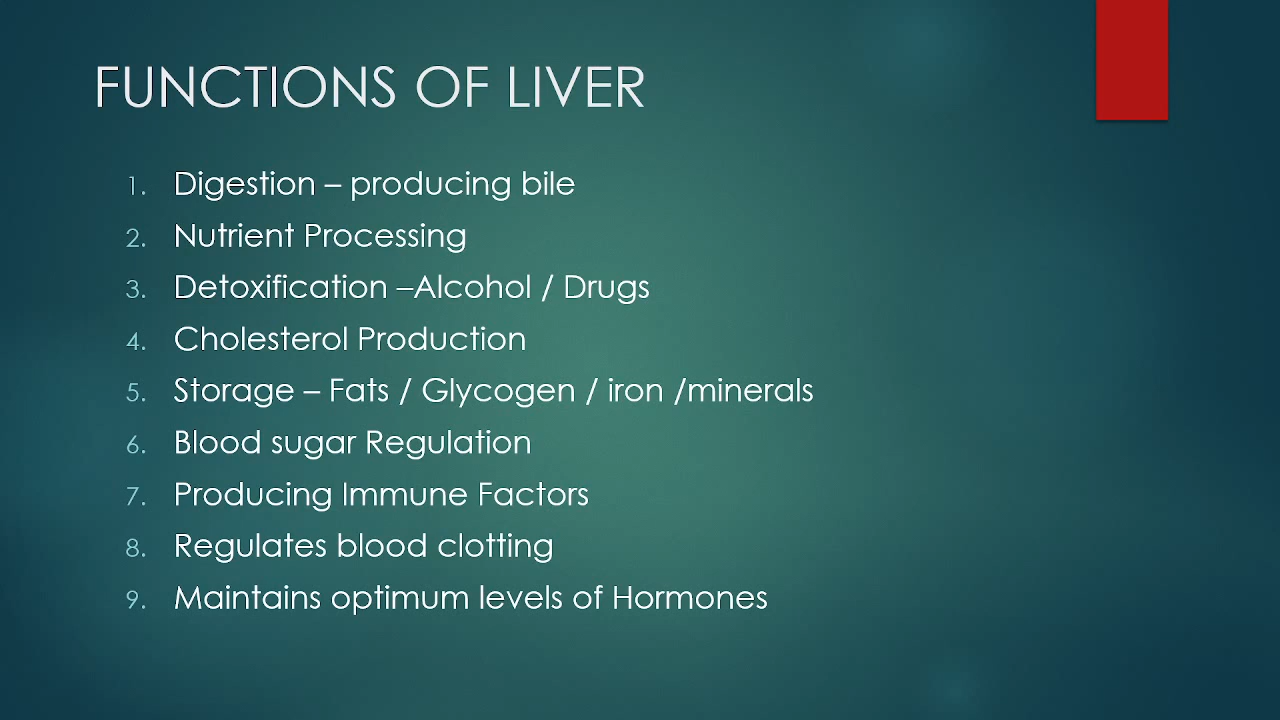 FUNCTIONS OF LIVER
1. Digestion – producing bile
2. Nutrient Processing
3. Detoxification –Alcohol / Drugs
4. Cholesterol Production
5. Storage – Fats / Glycogen / iron /minerals
6. Blood sugar Regulation
7. Producing Immune Factors
8. Regulates blood clotting
9. Maintains optimum levels of Hormones